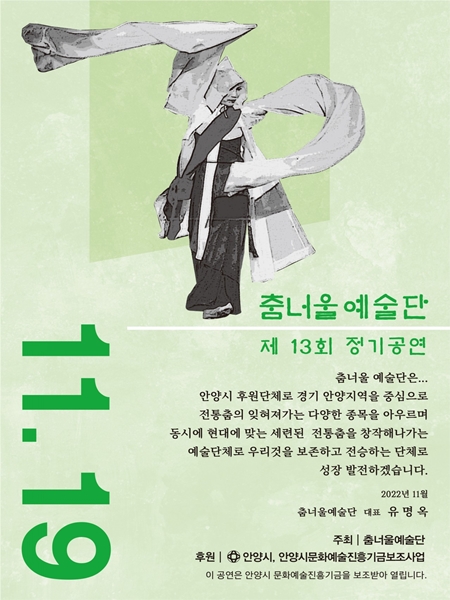 춤너울예술단
제 13회 정기공연
11.19
춤너울 예술단은...
안양시 후원단체로 경기 안양지역을 중심으로
전통춤의 잊혀져가는 다양한 종목을 아우르며
동시에 현대에 맞는 세련된 전통춤을 창작해나가는
예술단체로 우리것을 보존하고 전승하는 단체로
성장 발전하겠습니다.
2022년 11월
춤너울예술단 대표 유명옥
주최 | 춤너울예술단
후원 | 안양시, 안양시문화예술진흥기금보조사업
이 공연은 안양시 문화예술진흥기금을 보조받아 열립니다.